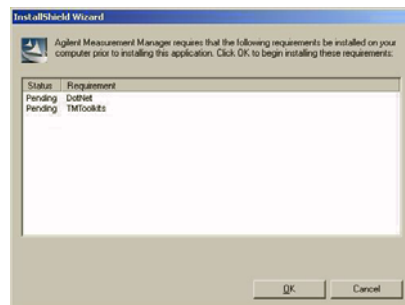 InstallShield Wizard
Agilent Measurement Manager requires that the following requirements be installed on your
computer prior to installing this application. Click OK to begin installing these requirements:
Status Requirement
Pending DotNet
Pending TMToolkits
OK Cancel